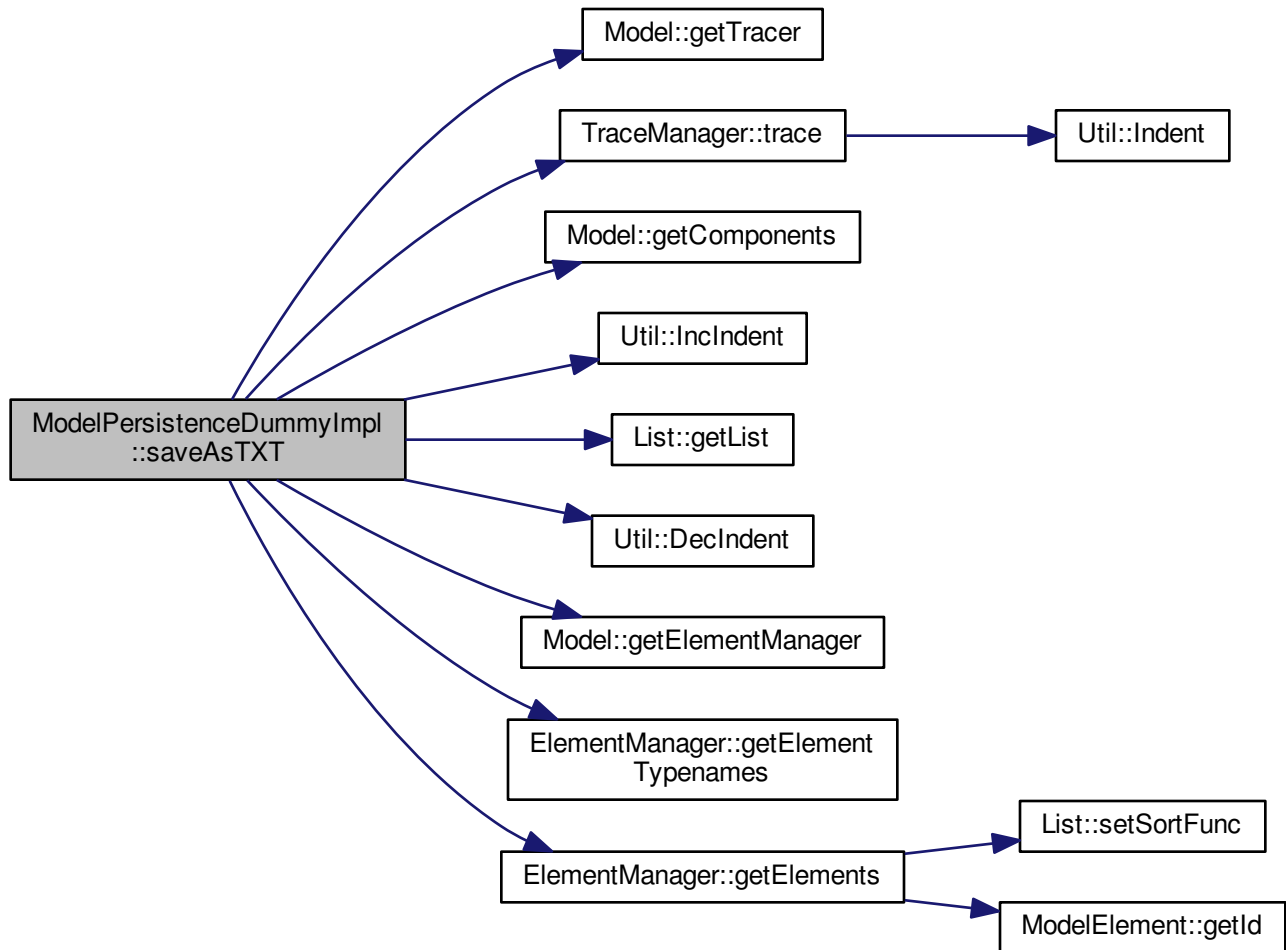 Model::getTracer
TraceManager::trace
Util::Indent
Model::getComponents
Util::IncIndent
ModelPersistenceDummyImpl
::saveAsTXT
List::getList
Util::DecIndent
Model::getElementManager
ElementManager::getElement
Typenames
List::setSortFunc
ElementManager::getElements
ModelElement::getId